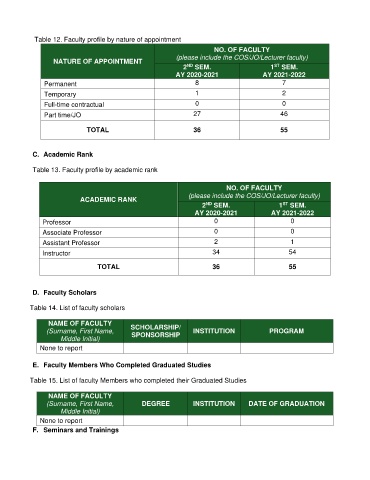 Table 12. Faculty profile by nature of appointment
NATURE OF APPOINTMENT
NO. OF FACULTY
(please include the COS/JO/Lecturer faculty)
2ND SEM. AY 2020-2021
1ST SEM. AY 2021-2022
Permanent 8 7
Temporary 1 2
Full-time contractual 0 0
Part time/JO 27 46
TOTAL 36 55
C. Academic Rank
Table 13. Faculty profile by academic rank
ACADEMIC RANK
NO. OF FACULTY
(please include the COS/JO/Lecturer faculty)
2ND SEM. AY 2020-2021
1ST SEM. AY 2021-2022
Professor 0 0
Associate Professor 0 0
Assistant Professor 2 1
Instructor 34 54
TOTAL 36 55
D. Faculty Scholars
Table 14. List of faculty scholars
NAME OF FACULTY
(Surname, First Name,
Middle Initial)
SCHOLARSHIP/
SPONSORSHIP
INSTITUTION
PROGRAM
None to report
E. Faculty Members Who Completed Graduated Studies
Table 15. List of faculty Members who completed their Graduated Studies
NAME OF FACULTY
(Surname, First Name,
Middle Initial)
DEGREE
INSTITUTION
DATE OF GRADUATION
None to report
F. Seminars and Trainings